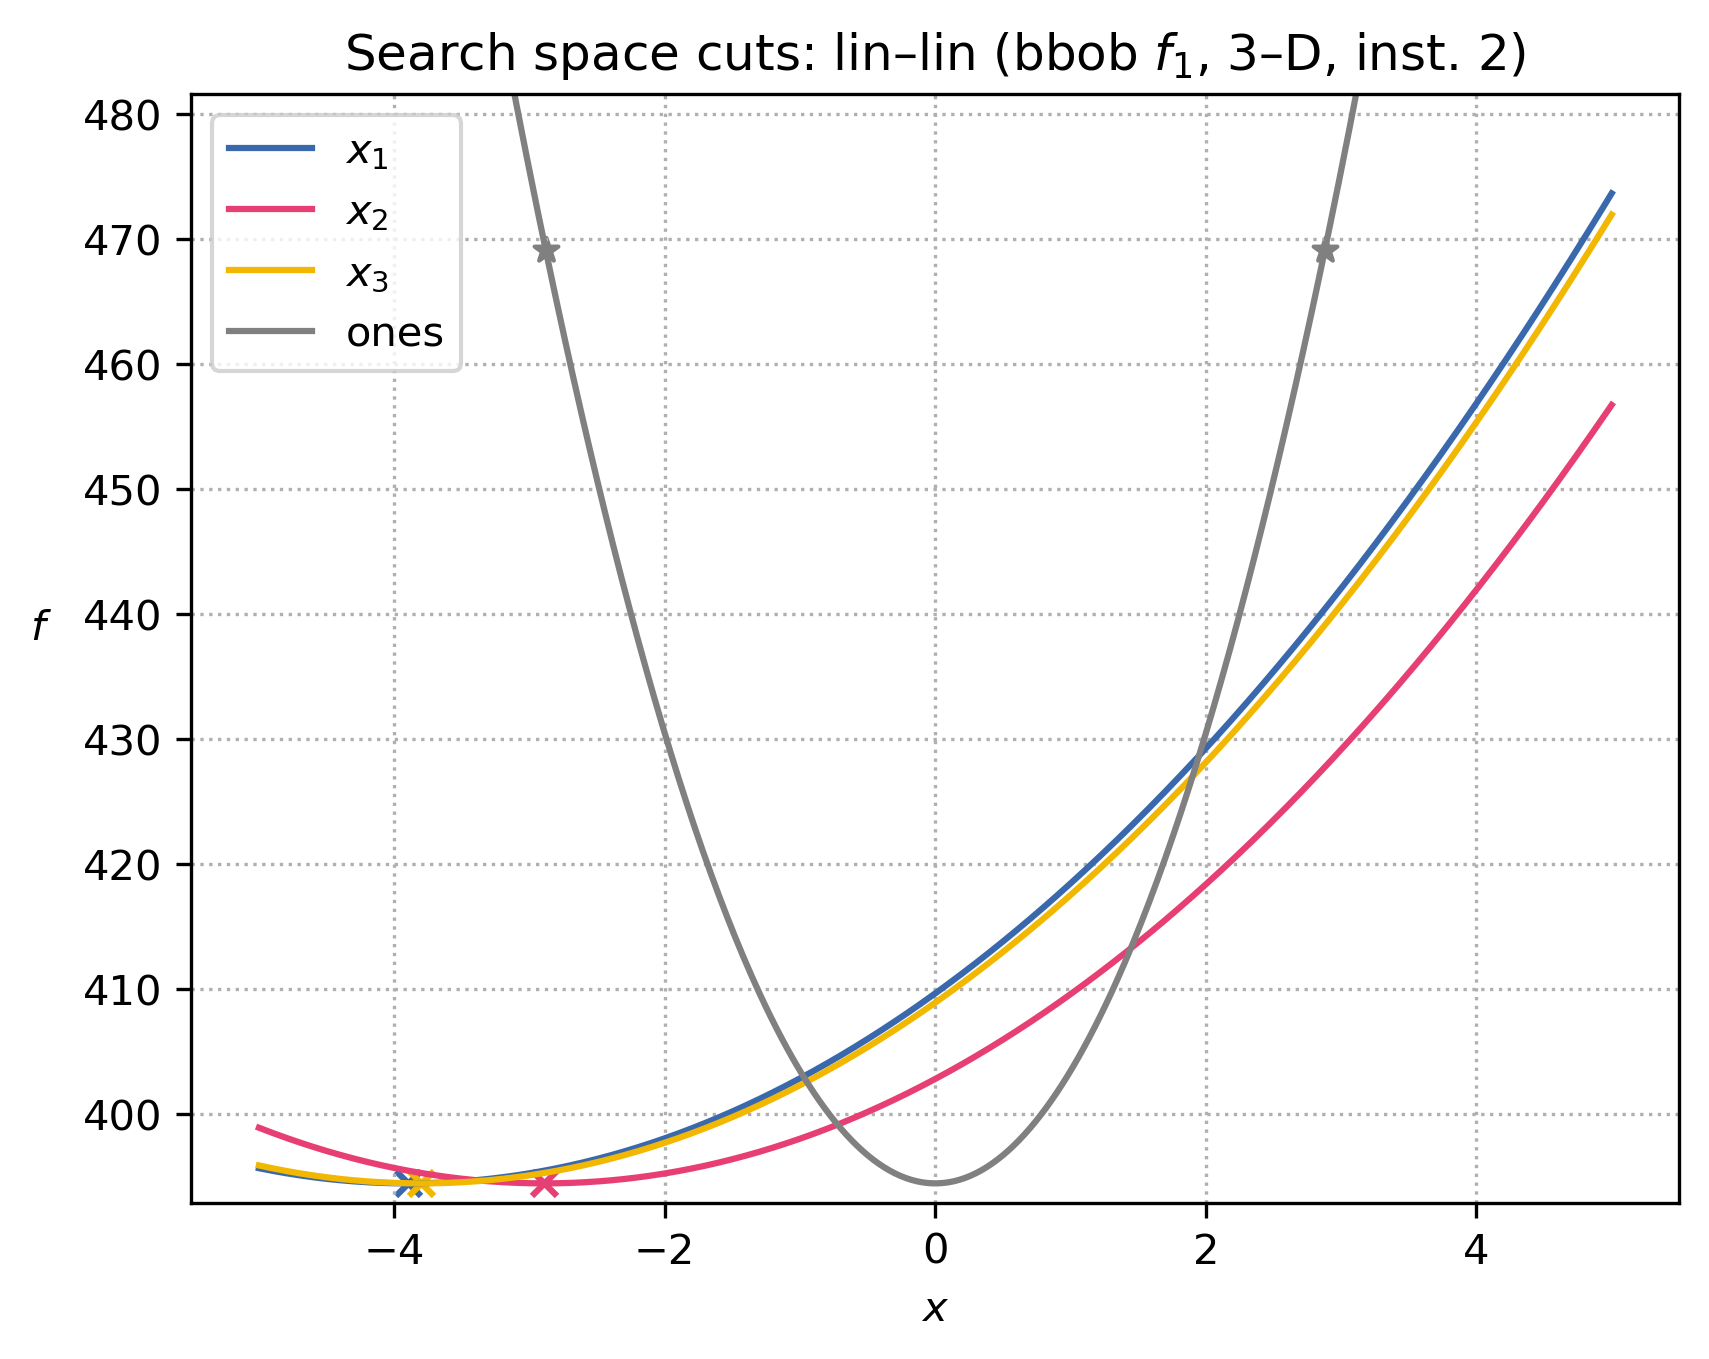 Search space cuts: lin–lin (bbob f₁, 3–D, inst. 2)
x₁
x₂
x₃
ones
480
470
460
450
440
430
420
410
400
f
−4
−2
0
2
4
x